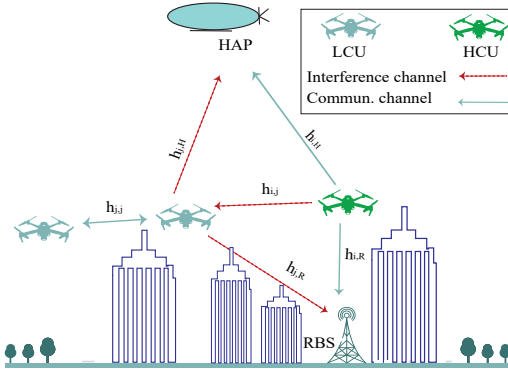 HAP
LCU
HCU
Interference channel
Commun. channel
h_{j,H}
h_{i,H}
h_{j,j}
h_{i,j}
h_{i,R}
h_{j,R}
RBS